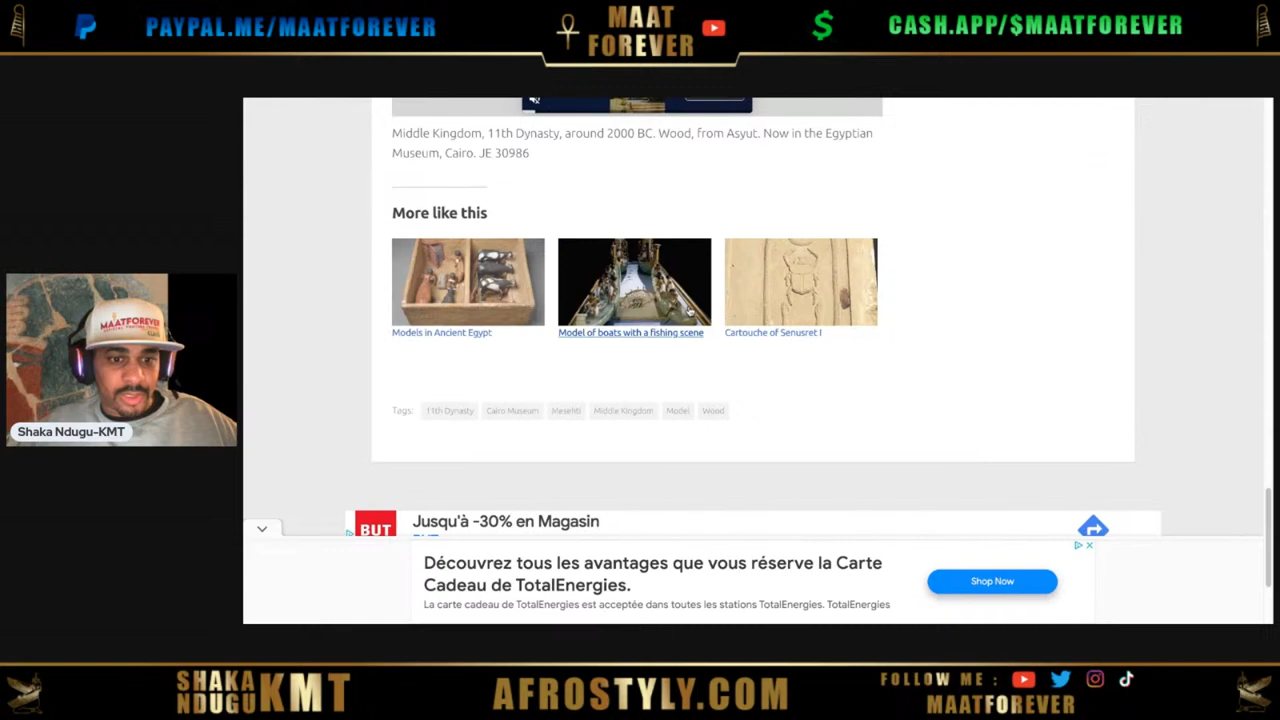 PAYPAL.ME/MAATFOREVER
MAAT
FOREVER
CASH.APP/$MAATFOREVER
Middle Kingdom, 11th Dynasty, around 2000 BC. Wood, from Asyut. Now in the Egyptian
Museum, Cairo. JE 30986
More like this
Models in Ancient Egypt
Model of boats with a fishing scene
Cartouche of Senusret I
MAATFOREVER
Shaka Ndugu-KMT
Tags: 11th Dynasty Cairo Museum Mesehti Middle Kingdom Model Wood
BUT
Jusqu'à -30% en Magasin
Découvrez tous les avantages que vous réserve la Carte
Cadeau de TotalEnergies.
La carte cadeau de TotalEnergies est acceptée dans toutes les stations TotalEnergies. TotalEnergies
Shop Now
SHAKA
NDUGU
KMT
AFROSTYLY.COM
FOLLOW ME :
MAATFOREVER